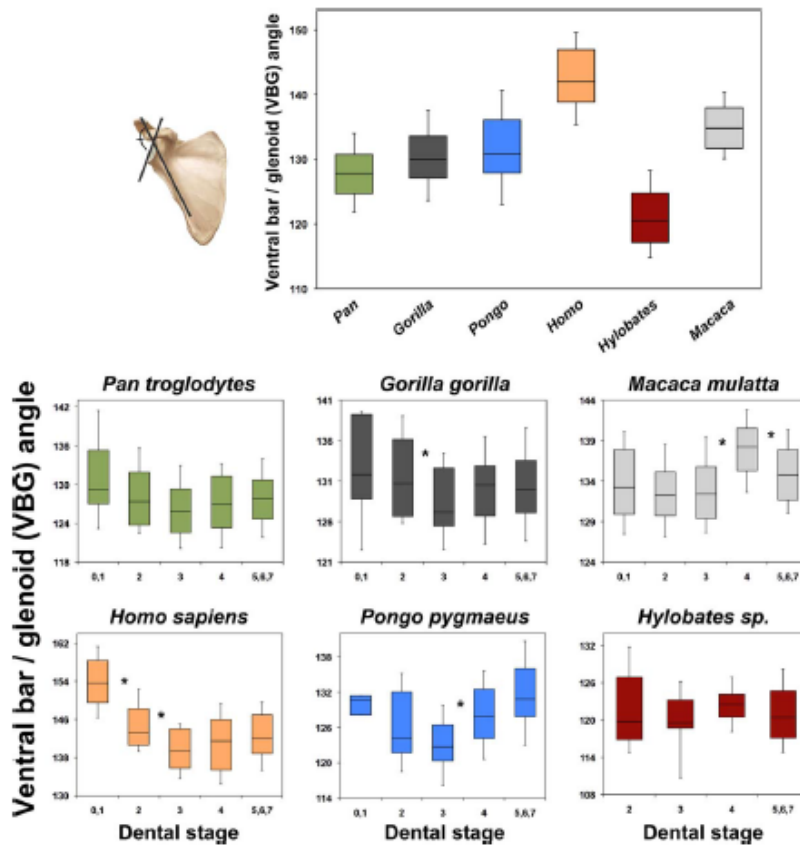 Ventral bar / glenoid (VBG) angle
150
140
130
120
110
Pan
Gorilla
Pongo
Homo
Hylobates
Macaca
Ventral bar / glenoid (VBG) angle
Pan troglodytes
142
136
130
124
118
0,1 2 3 4 5,6,7
Gorilla gorilla
141
136
131
126
121
*
0,1 2 3 4 5,6,7
Macaca mulatta
144
139
134
129
124
* *
0,1 2 3 4 5,6,7
Homo sapiens
162
154
146
138
130
* *
0,1 2 3 4 5,6,7
Dental stage
Pongo pygmaeus
138
132
126
120
114
*
0,1 2 3 4 5,6,7
Dental stage
Hylobates sp.
132
126
120
114
108
2 3 4 5,6,7
Dental stage